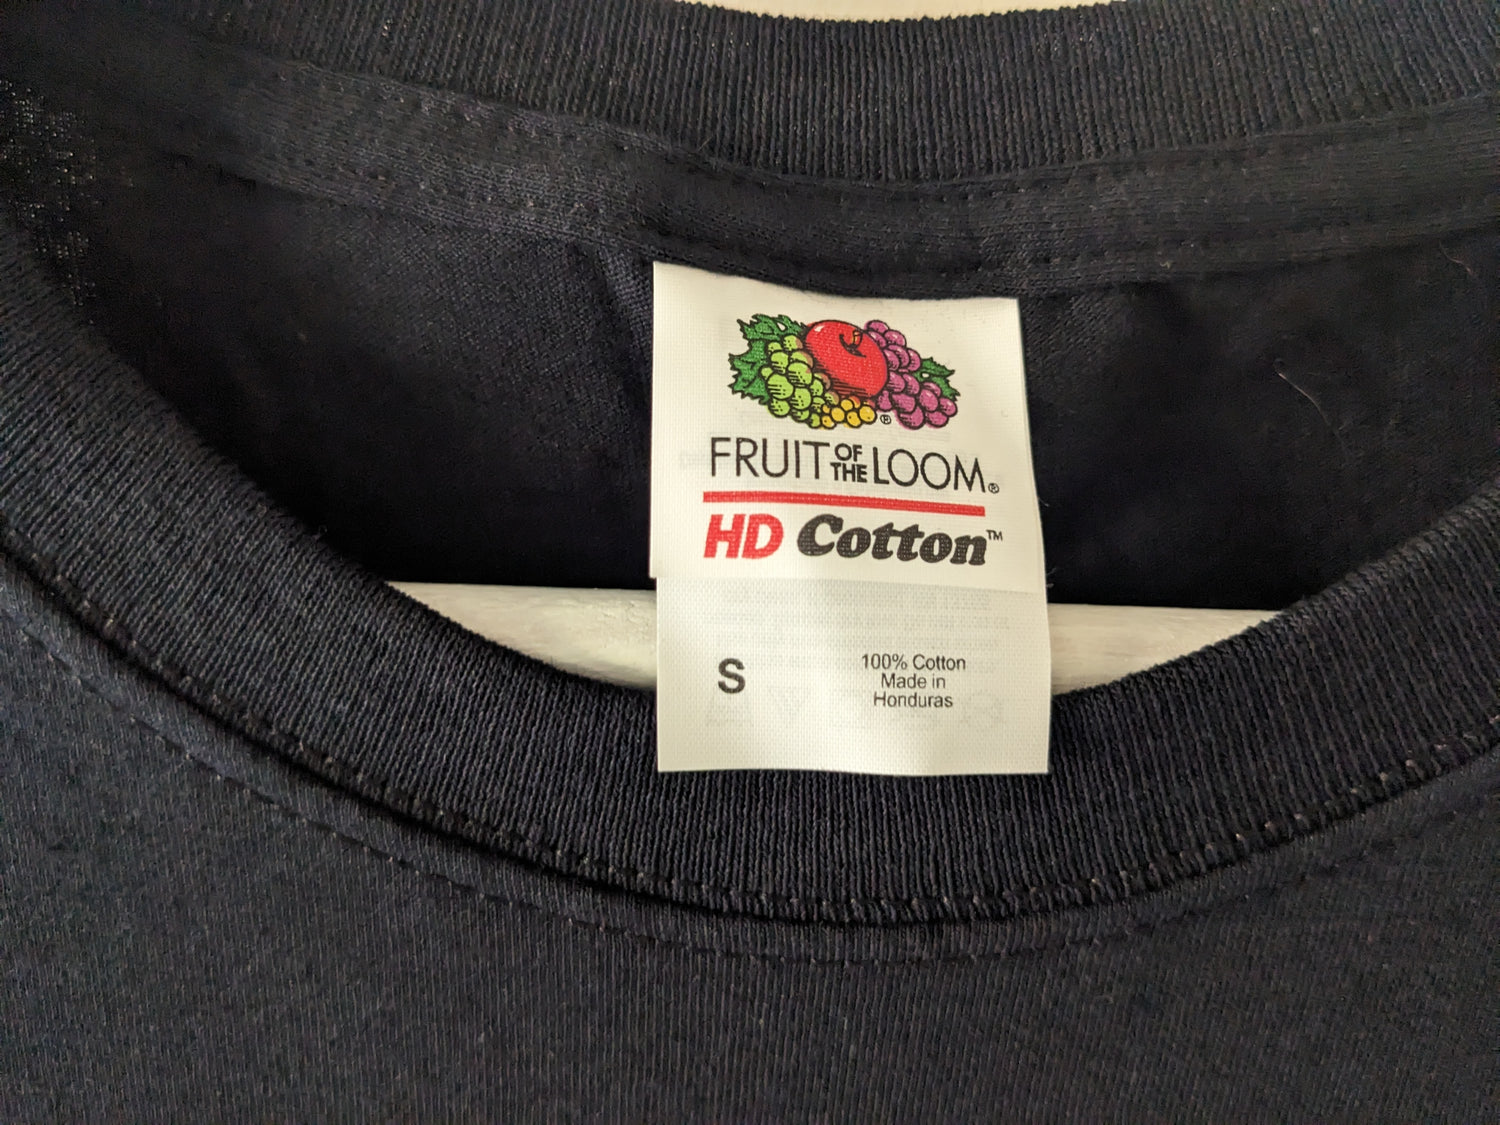 ®
FRUIT OF THE LOOM®
HD Cotton™
S
100% Cotton
Made in
Honduras